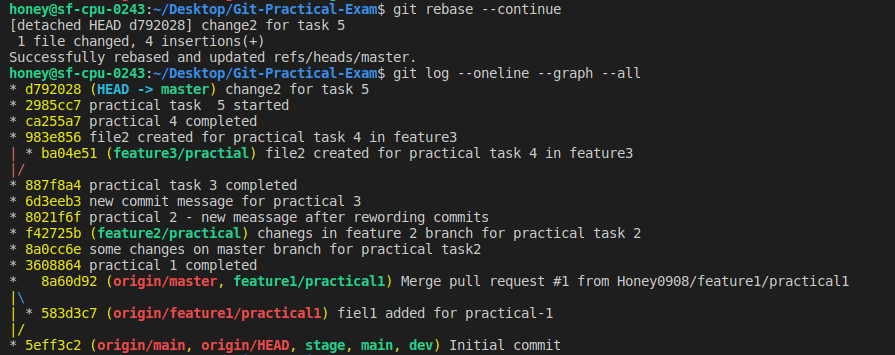 honey@sf-cpu-0243:~/Desktop/Git-Practical-Exam$ git rebase --continue
[detached HEAD d792028] change2 for task 5
 1 file changed, 4 insertions(+)
Successfully rebased and updated refs/heads/master.
honey@sf-cpu-0243:~/Desktop/Git-Practical-Exam$ git log --oneline --graph --all
* d792028 (HEAD -> master) change2 for task 5
* 2985cc7 practical task  5 started
* ca255a7 practical 4 completed
* 983e856 file2 created for practical task 4 in feature3
| * ba04e51 (feature3/practial) file2 created for practical task 4 in feature3
|/
* 887f8a4 practical task 3 completed
* 6d3eeb3 new commit message for practical 3
* 8021f6f practical 2 - new meassage after rewording commits
* f42725b (feature2/practical) chanegs in feature 2 branch for practical task 2
* 8a0cc6e some changes on master branch for practical task2
* 3608864 practical 1 completed
*   8a60d92 (origin/master, feature1/practical1) Merge pull request #1 from Honey0908/feature1/practical1
|\
| * 583d3c7 (origin/feature1/practical1) fiel1 added for practical-1
|/
* 5eff3c2 (origin/main, origin/HEAD, stage, main, dev) Initial commit